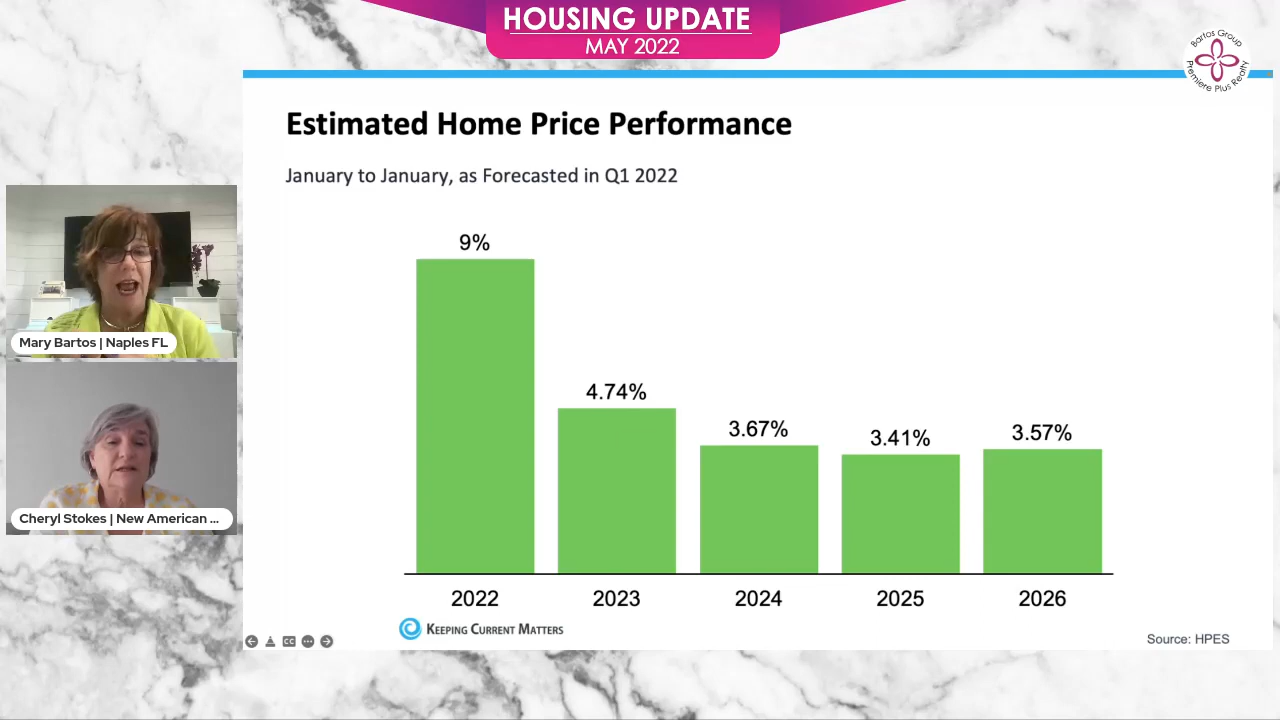 HOUSING UPDATE
MAY 2022
Bartos Group
Premiere Plus Realty
Estimated Home Price Performance
January to January, as Forecasted in Q1 2022
9%
4.74%
3.67%
3.41%
3.57%
2022
2023
2024
2025
2026
KEEPING CURRENT MATTERS
Source: HPES
CC
Mary Bartos | Naples FL
Cheryl Stokes | New American ...